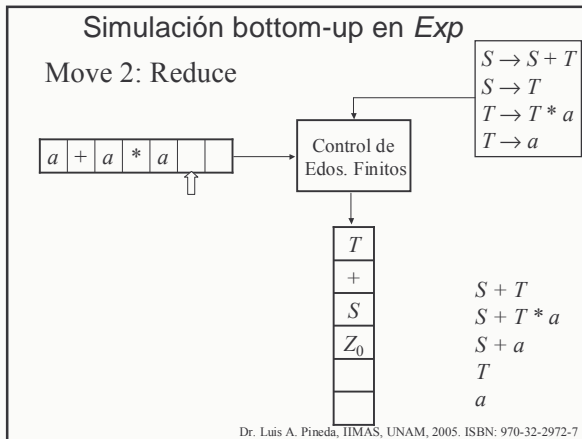 Simulación bottom-up en Exp
Move 2: Reduce
S → S + T
S → T
T → T * a
T → a
a + a * a
Control de
Edos. Finitos
T
+
S
Z0
S + T
S + T * a
S + a
T
a
Dr. Luis A. Pineda, IIMAS, UNAM, 2005. ISBN: 970-32-2972-7